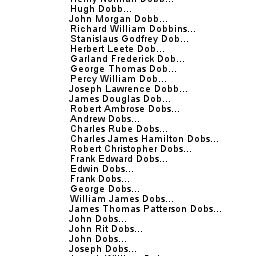 Hugh Dobb...
John Morgan Dobb...
Richard William Dobbins...
Stanislaus Godfrey Dob...
Herbert Leete Dob...
Garland Frederick Dob...
George Thomas Dob...
Percy William Dob...
Joseph Lawrence Dobb...
James Douglas Dob...
Robert Ambrose Dobs...
Andrew Dobs...
Charles Rube Dobs...
Charles James Hamilton Dobs...
Robert Christopher Dobs...
Frank Edward Dobs...
Edwin Dobs...
Frank Dobs...
George Dobs...
William James Dobs...
James Thomas Patterson Dobs...
John Dobs...
John Rit Dobs...
John Dobs...
Joseph Dobs...